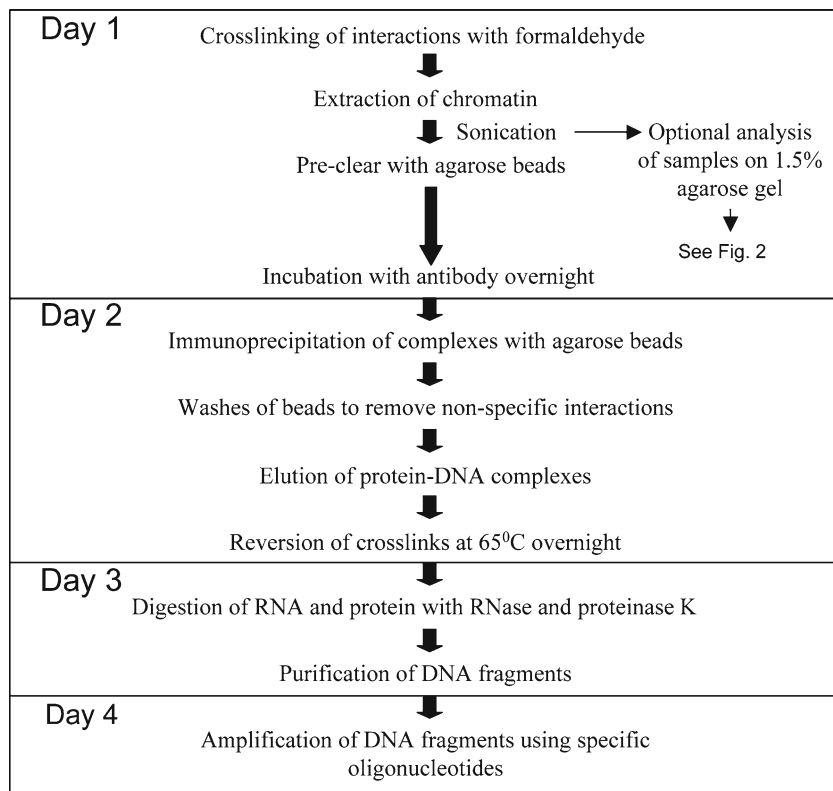 Day 1
Crosslinking of interactions with formaldehyde
Extraction of chromatin
Sonication
Optional analysis
of samples on 1.5%
agarose gel
See Fig. 2
Pre-clear with agarose beads
Incubation with antibody overnight
Day 2
Immunoprecipitation of complexes with agarose beads
Washes of beads to remove non-specific interactions
Elution of protein-DNA complexes
Reversion of crosslinks at 65⁰C overnight
Day 3
Digestion of RNA and protein with RNase and proteinase K
Purification of DNA fragments
Day 4
Amplification of DNA fragments using specific
oligonucleotides